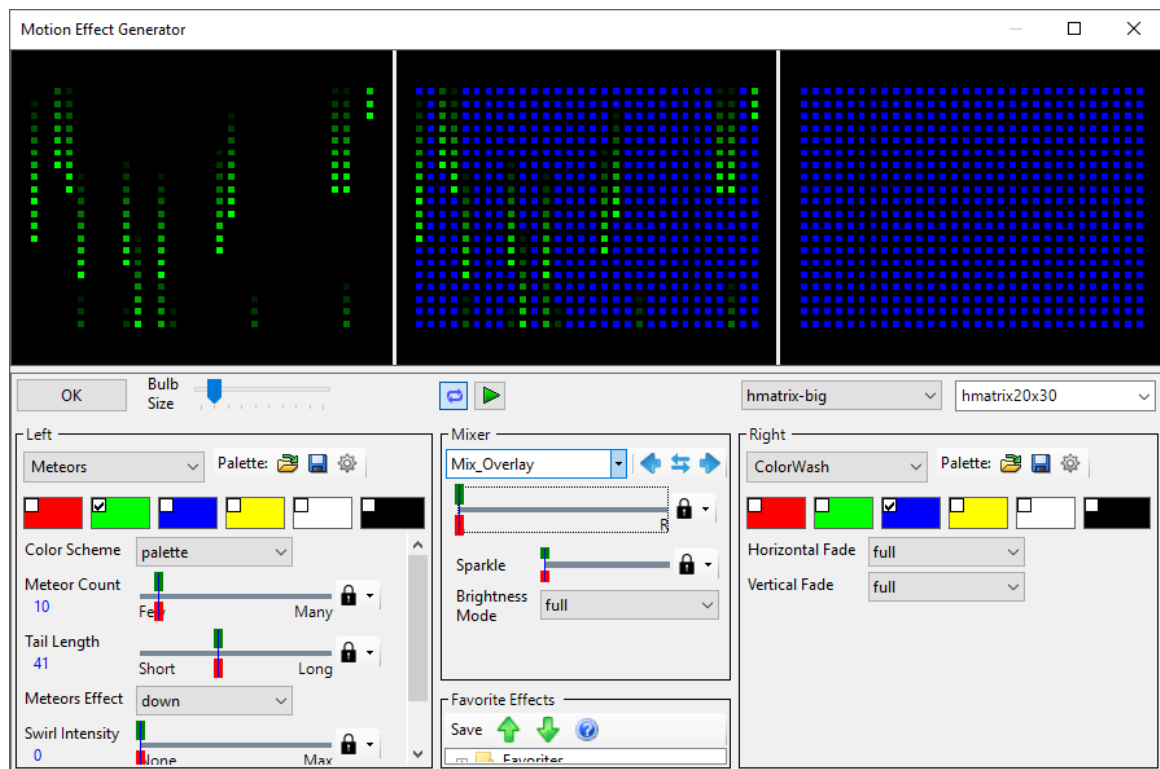 Motion Effect Generator
OK
Bulb Size
hmatrix-big
hmatrix20x30
Left
Meteors
Palette:
Color Scheme
palette
Meteor Count
10
Few
Many
Tail Length
41
Short
Long
Meteors Effect
down
Swirl Intensity
0
None
Max
Mixer
Mix_Overlay
R
Sparkle
Brightness Mode
full
Favorite Effects
Save
Favorites
Right
ColorWash
Palette:
Horizontal Fade
full
Vertical Fade
full